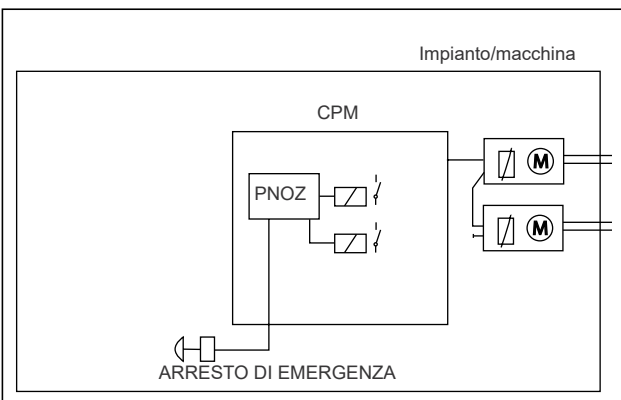 Impianto/macchina
CPM
M
PNOZ
M
ARRESTO DI EMERGENZA